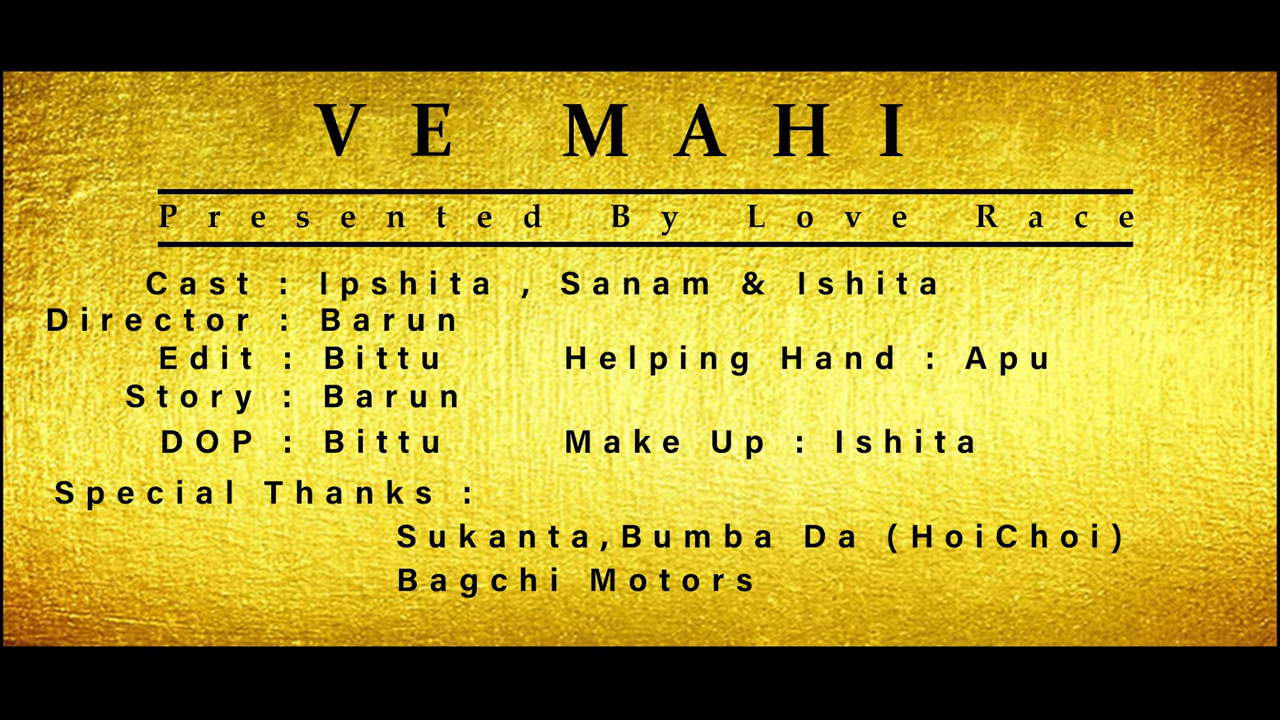 VE MAHI
Presented By Love Race
Cast : Ipshita , Sanam & Ishita
Director : Barun
Edit : Bittu Helping Hand : Apu
Story : Barun
DOP : Bittu Make Up : Ishita
Special Thanks :
Sukanta,Bumba Da (HoiChoi)
Bagchi Motors